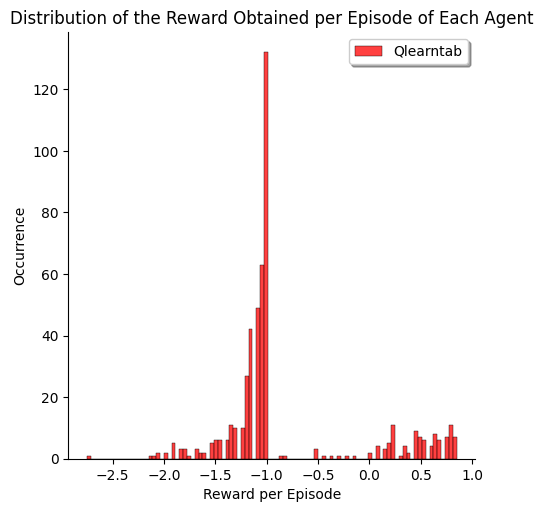 Distribution of the Reward Obtained per Episode of Each Agent
Qlearntab
120
100
80
60
40
20
0
Occurrence
−2.5 −2.0 −1.5 −1.0 −0.5 0.0 0.5 1.0
Reward per Episode